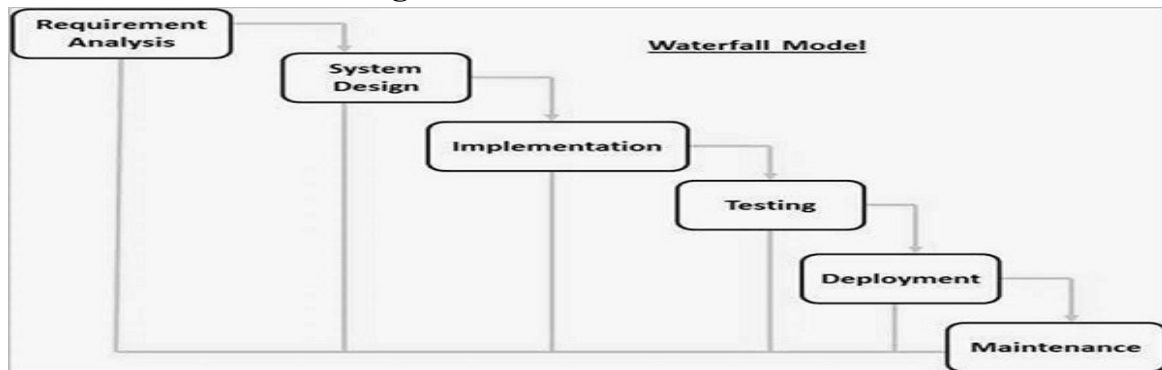 Requirement
Analysis
Waterfall Model
System
Design
Implementation
Testing
Deployment
Maintenance